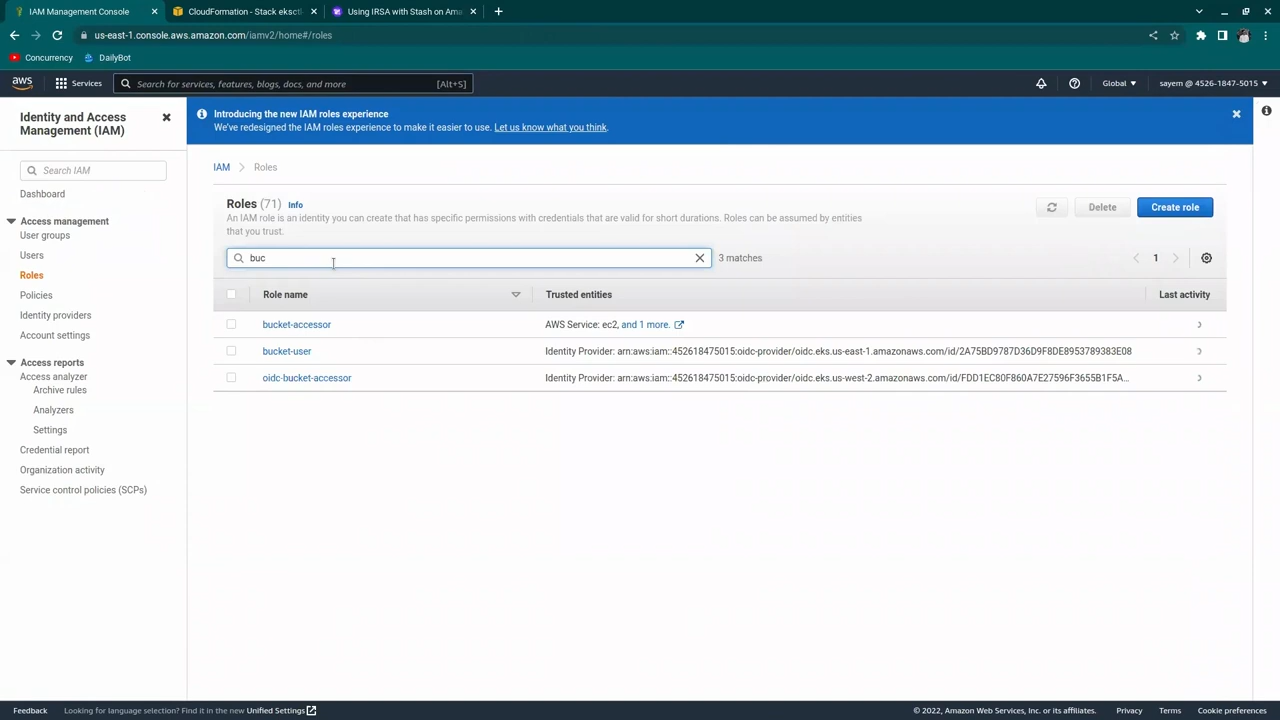 IAM Management Console
CloudFormation - Stack eksctl
Using IRSA with Stash on Ama
us-east-1.console.aws.amazon.com/iamv2/home#/roles
Concurrency
DailyBot
aws
Services
Search for services, features, blogs, docs, and more
[Alt+S]
Global
sayem @ 4526-1847-5015
Identity and Access Management (IAM)
Search IAM
Dashboard
Access management
User groups
Users
Roles
Policies
Identity providers
Account settings
Access reports
Access analyzer
Archive rules
Analyzers
Settings
Credential report
Organization activity
Service control policies (SCPs)
Introducing the new IAM roles experience
We've redesigned the IAM roles experience to make it easier to use. Let us know what you think.
IAM > Roles
Roles (71) Info
An IAM role is an identity you can create that has specific permissions with credentials that are valid for short durations. Roles can be assumed by entities
that you trust.
Delete
Create role
buc
3 matches
1
Role name
Trusted entities
Last activity
bucket-accessor
AWS Service: ec2, and 1 more.
bucket-user
Identity Provider: arn:aws:iam::452618475015:oidc-provider/oidc.eks.us-east-1.amazonaws.com/id/2A75BD9787D36D9F8DE8953789383E08
oidc-bucket-accessor
Identity Provider: arn:aws:iam::452618475015:oidc-provider/oidc.eks.us-west-2.amazonaws.com/id/FDD1EC80F860A7E27596F3655B1F5A...
Feedback
Looking for language selection? Find it in the new Unified Settings
© 2022, Amazon Web Services, Inc. or its affiliates.
Privacy
Terms
Cookie preferences